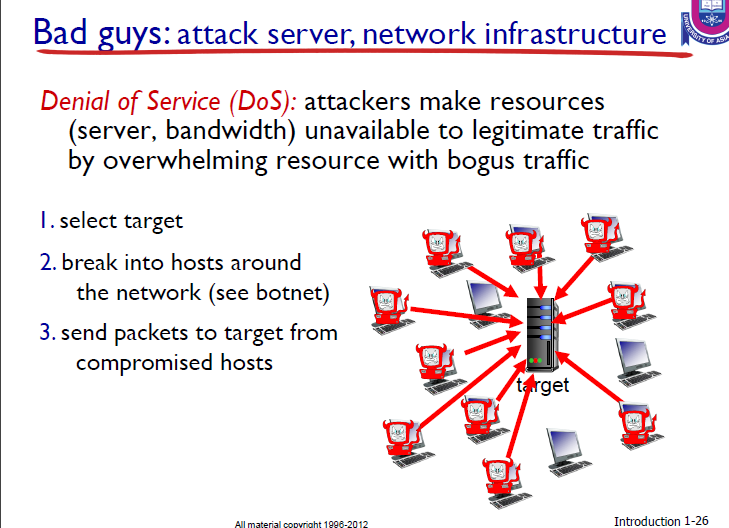 Bad guys: attack server, network infrastructure
UNIVERSITY OF ASIA
Denial of Service (DoS): attackers make resources
(server, bandwidth) unavailable to legitimate traffic
by overwhelming resource with bogus traffic
1. select target
2. break into hosts around
the network (see botnet)
3. send packets to target from
compromised hosts
target
All material copyright 1996-2012
Introduction 1-26